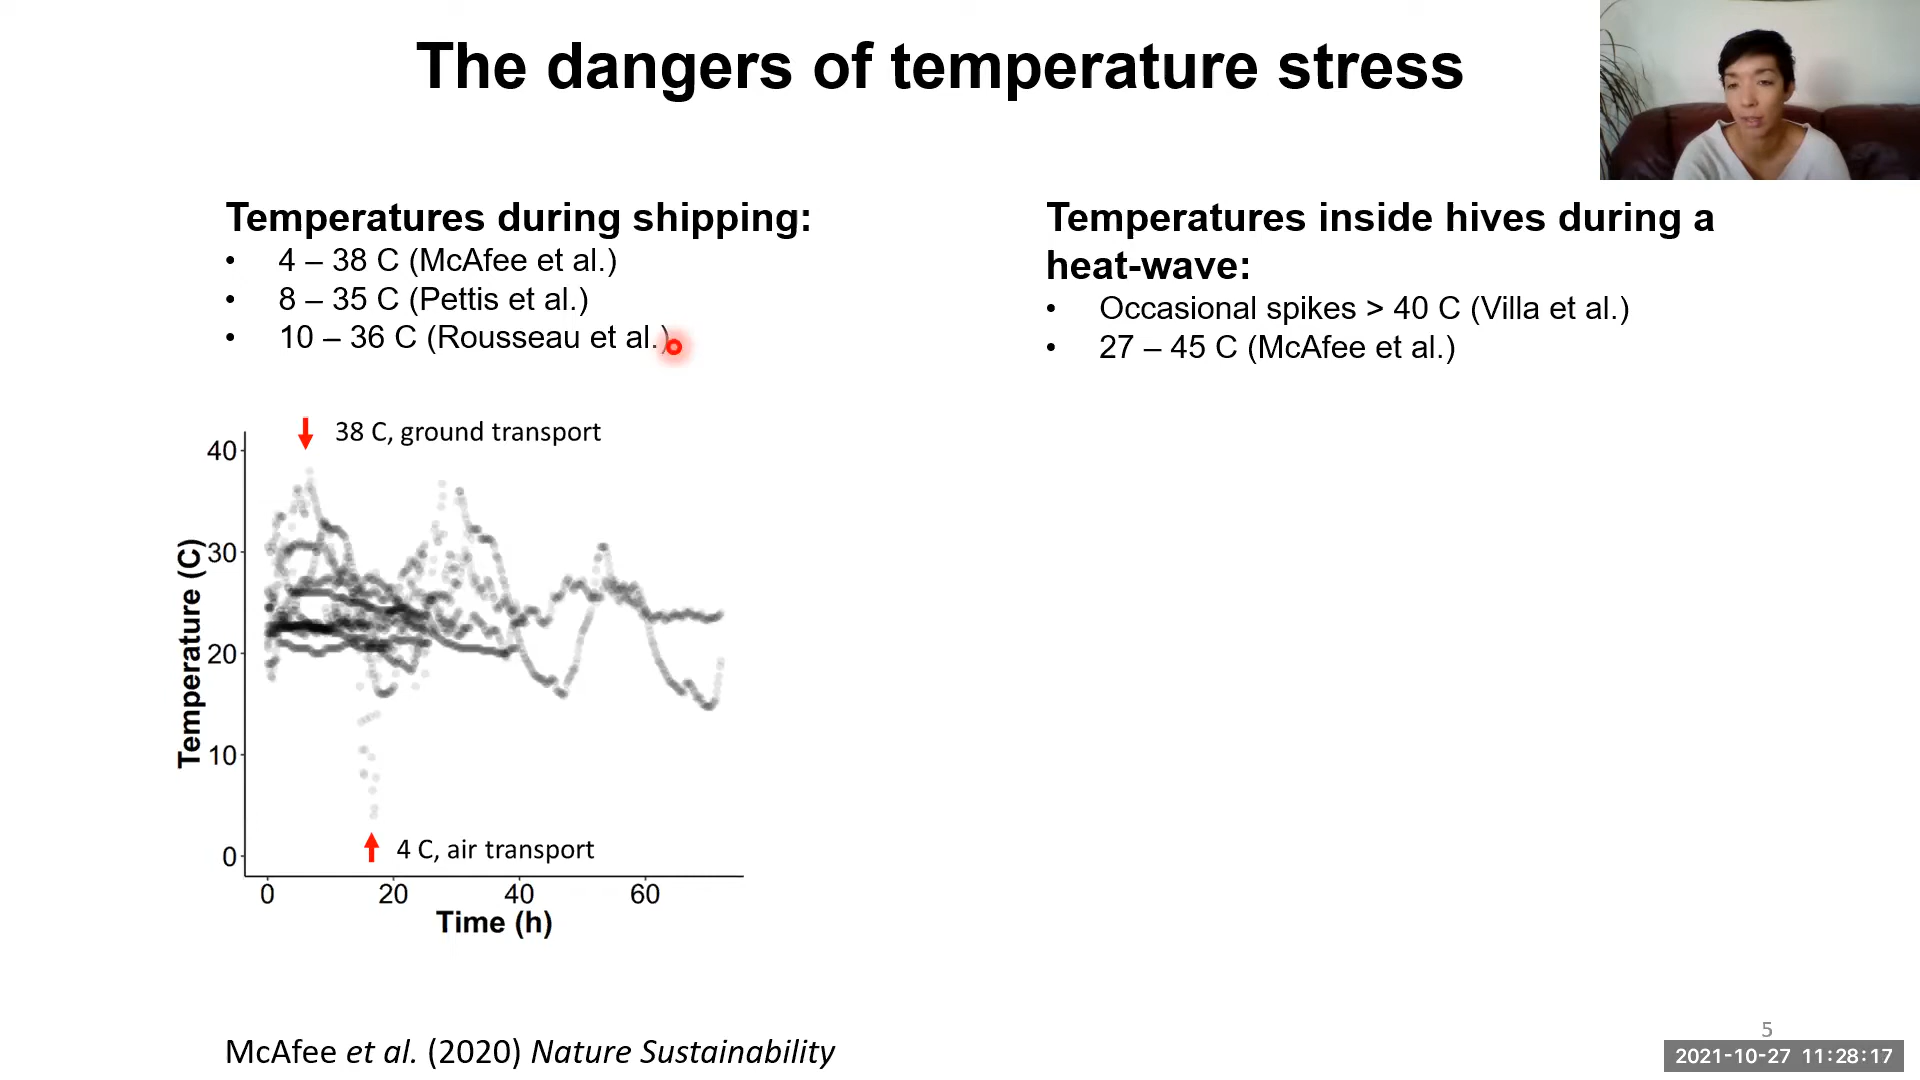 The dangers of temperature stress
Temperatures during shipping:
• 4 – 38 C (McAfee et al.)
• 8 – 35 C (Pettis et al.)
• 10 – 36 C (Rousseau et al.)
Temperatures inside hives during a
heat-wave:
• Occasional spikes > 40 C (Villa et al.)
• 27 – 45 C (McAfee et al.)
38 C, ground transport
40
30
20
10
0
Temperature (C)
4 C, air transport
0 20 40 60
Time (h)
McAfee et al. (2020) Nature Sustainability
5
2021-10-27 11:28:17